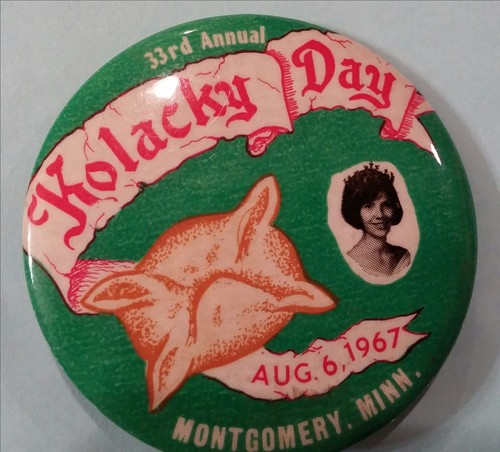 33rd Annual
Kolacky Day
AUG. 6, 1967
MONTGOMERY, MINN.